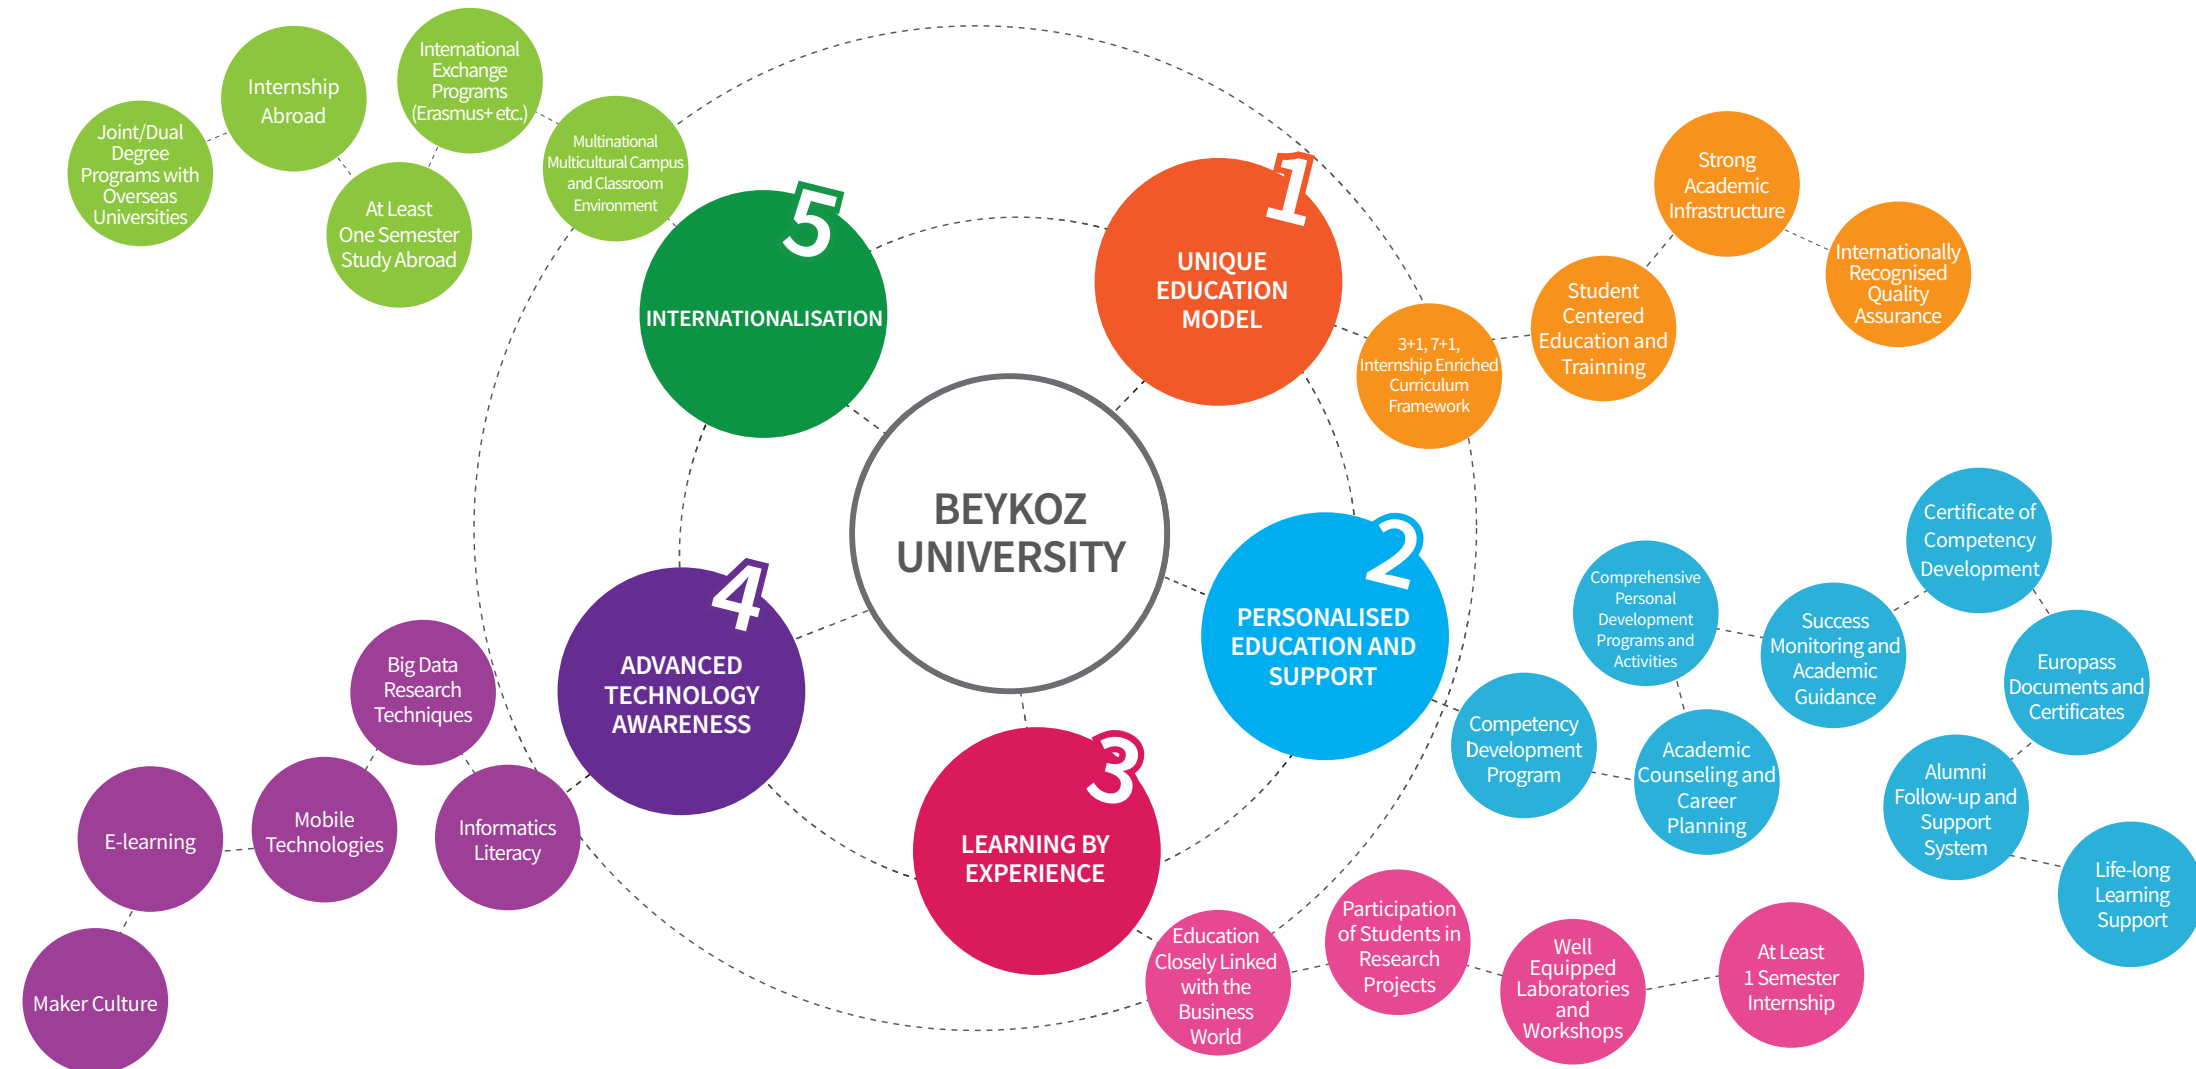 BEYKOZ
UNIVERSITY
1
UNIQUE
EDUCATION
MODEL
3+1, 7+1,
Internship Enriched
Curriculum
Framework
Student
Centered
Education and
Trainning
Strong
Academic
Infrastructure
Internationally
Recognised
Quality
Assurance
2
PERSONALISED
EDUCATION AND
SUPPORT
Competency
Development
Program
Academic
Counseling and
Career
Planning
Comprehensive
Personal
Development
Programs and
Activities
Success
Monitoring and
Academic
Guidance
Certificate of
Competency
Development
Europass
Documents and
Certificates
Alumni
Follow-up and
Support
System
Life-long
Learning
Support
3
LEARNING BY
EXPERIENCE
Education
Closely Linked
with the
Business
World
Participation
of Students in
Research
Projects
Well
Equipped
Laboratories
and
Workshops
At Least
1 Semester
Internship
4
ADVANCED
TECHNOLOGY
AWARENESS
Informatics
Literacy
Big Data
Research
Techniques
Mobile
Technologies
E-learning
Maker Culture
5
INTERNATIONALISATION
Multinational
Multicultural Campus
and Classroom
Environment
International
Exchange
Programs
(Erasmus+ etc.)
At Least
One Semester
Study Abroad
Internship
Abroad
Joint/Dual
Degree
Programs with
Overseas
Universities